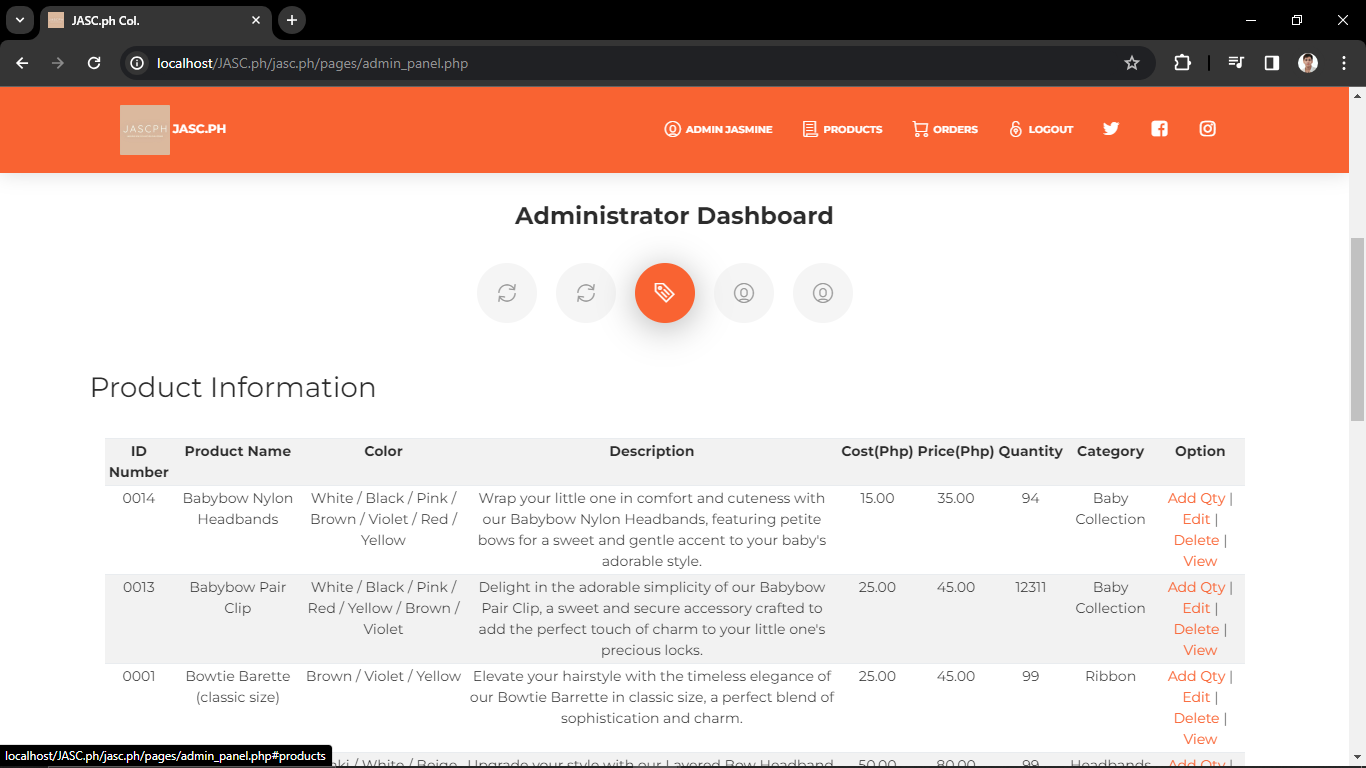 JASC.ph Col.
localhost/JASC.ph/jasc.ph/pages/admin_panel.php
JASCPH JASC.PH ADMIN JASMINE PRODUCTS ORDERS LOGOUT
Administrator Dashboard
Product Information
ID Number Product Name Color Description Cost(Php) Price(Php) Quantity Category Option
0014
Babybow Nylon
Headbands
White / Black / Pink /
Brown / Violet / Red /
Yellow
Wrap your little one in comfort and cuteness with
our Babybow Nylon Headbands, featuring petite
bows for a sweet and gentle accent to your baby's
adorable style.
15.00
35.00
94
Baby
Collection
Add Qty |
Edit |
Delete |
View
0013
Babybow Pair
Clip
White / Black / Pink /
Red / Yellow / Brown /
Violet
Delight in the adorable simplicity of our Babybow
Pair Clip, a sweet and secure accessory crafted to
add the perfect touch of charm to your little one's
precious locks.
25.00
45.00
12311
Baby
Collection
Add Qty |
Edit |
Delete |
View
0001
Bowtie Barette
(classic size)
Brown / Violet / Yellow
Elevate your hairstyle with the timeless elegance of
our Bowtie Barrette in classic size, a perfect blend of
sophistication and charm.
25.00
45.00
99
Ribbon
Add Qty |
Edit |
Delete |
View
/ White / Beige
Upgrade your style with our Layered Bow Headband
50.00
80.00
99
Headbands
Add Qty |
localhost/JASC.ph/jasc.ph/pages/admin_panel.php#products